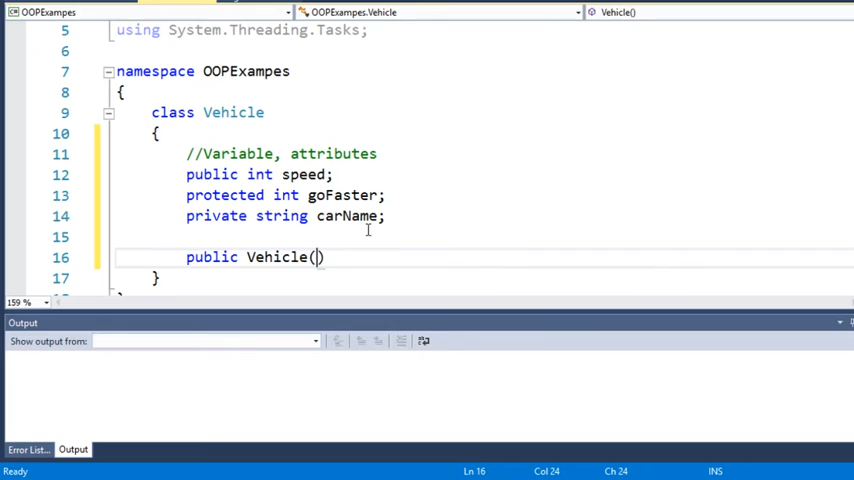 OOPExampes OOPExampes.Vehicle Vehicle()
5 using System.Threading.Tasks;
6
7 namespace OOPExampes
8 {
9 class Vehicle
10 {
11 //Variable, attributes
12 public int speed;
13 protected int goFaster;
14 private string carName;
15
16 public Vehicle()
17 }
159 %
Output
Show output from:
Error List... Output
Ready Ln 16 Col 24 Ch 24 INS